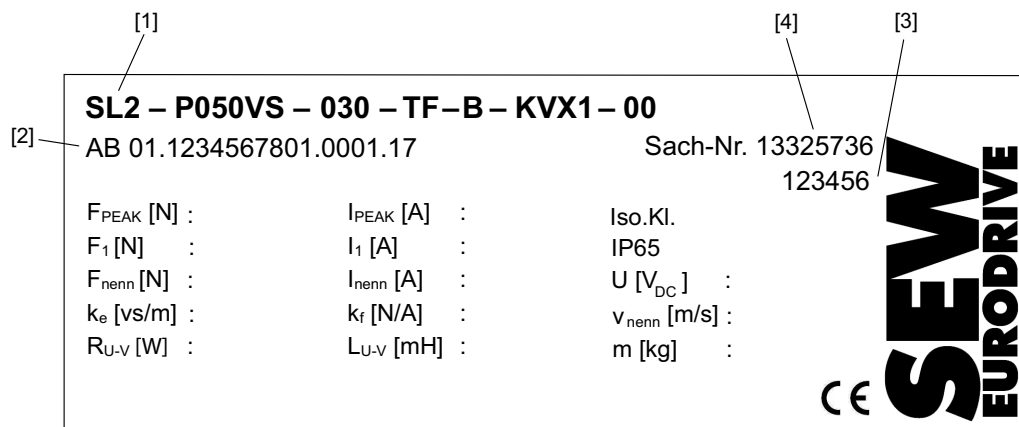 [1] [4] [3]
SL2 – P050VS – 030 – TF–B – KVX1– 00
[2] AB 01.1234567801.0001.17 Sach-Nr. 13325736
123456
FPEAK [N] : IPEAK [A] : Iso.Kl.
F1 [N] : I1 [A] : IP65
Fnenn [N] : Inenn [A] : U [VDC ] :
ke [vs/m] : kf [N/A] : vnenn [m/s] :
RU-V [W] : LU-V [mH] : m [kg] :
CE
SEW
EURODRIVE